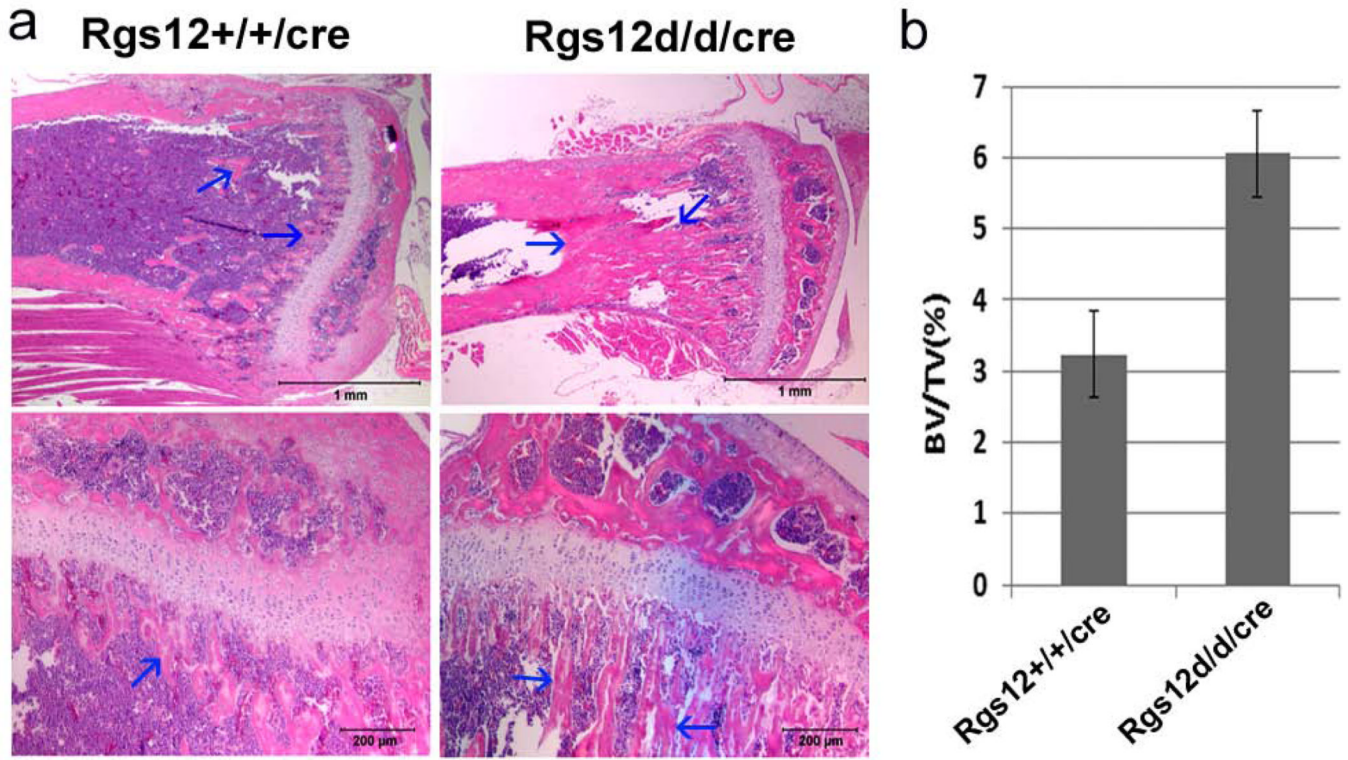 a
Rgs12+/+/cre
Rgs12d/d/cre
b
1 mm
1 mm
200 µm
200 µm
7
6
5
4
3
2
1
0
BV/TV(%)
Rgs12+/+/cre
Rgs12d/d/cre